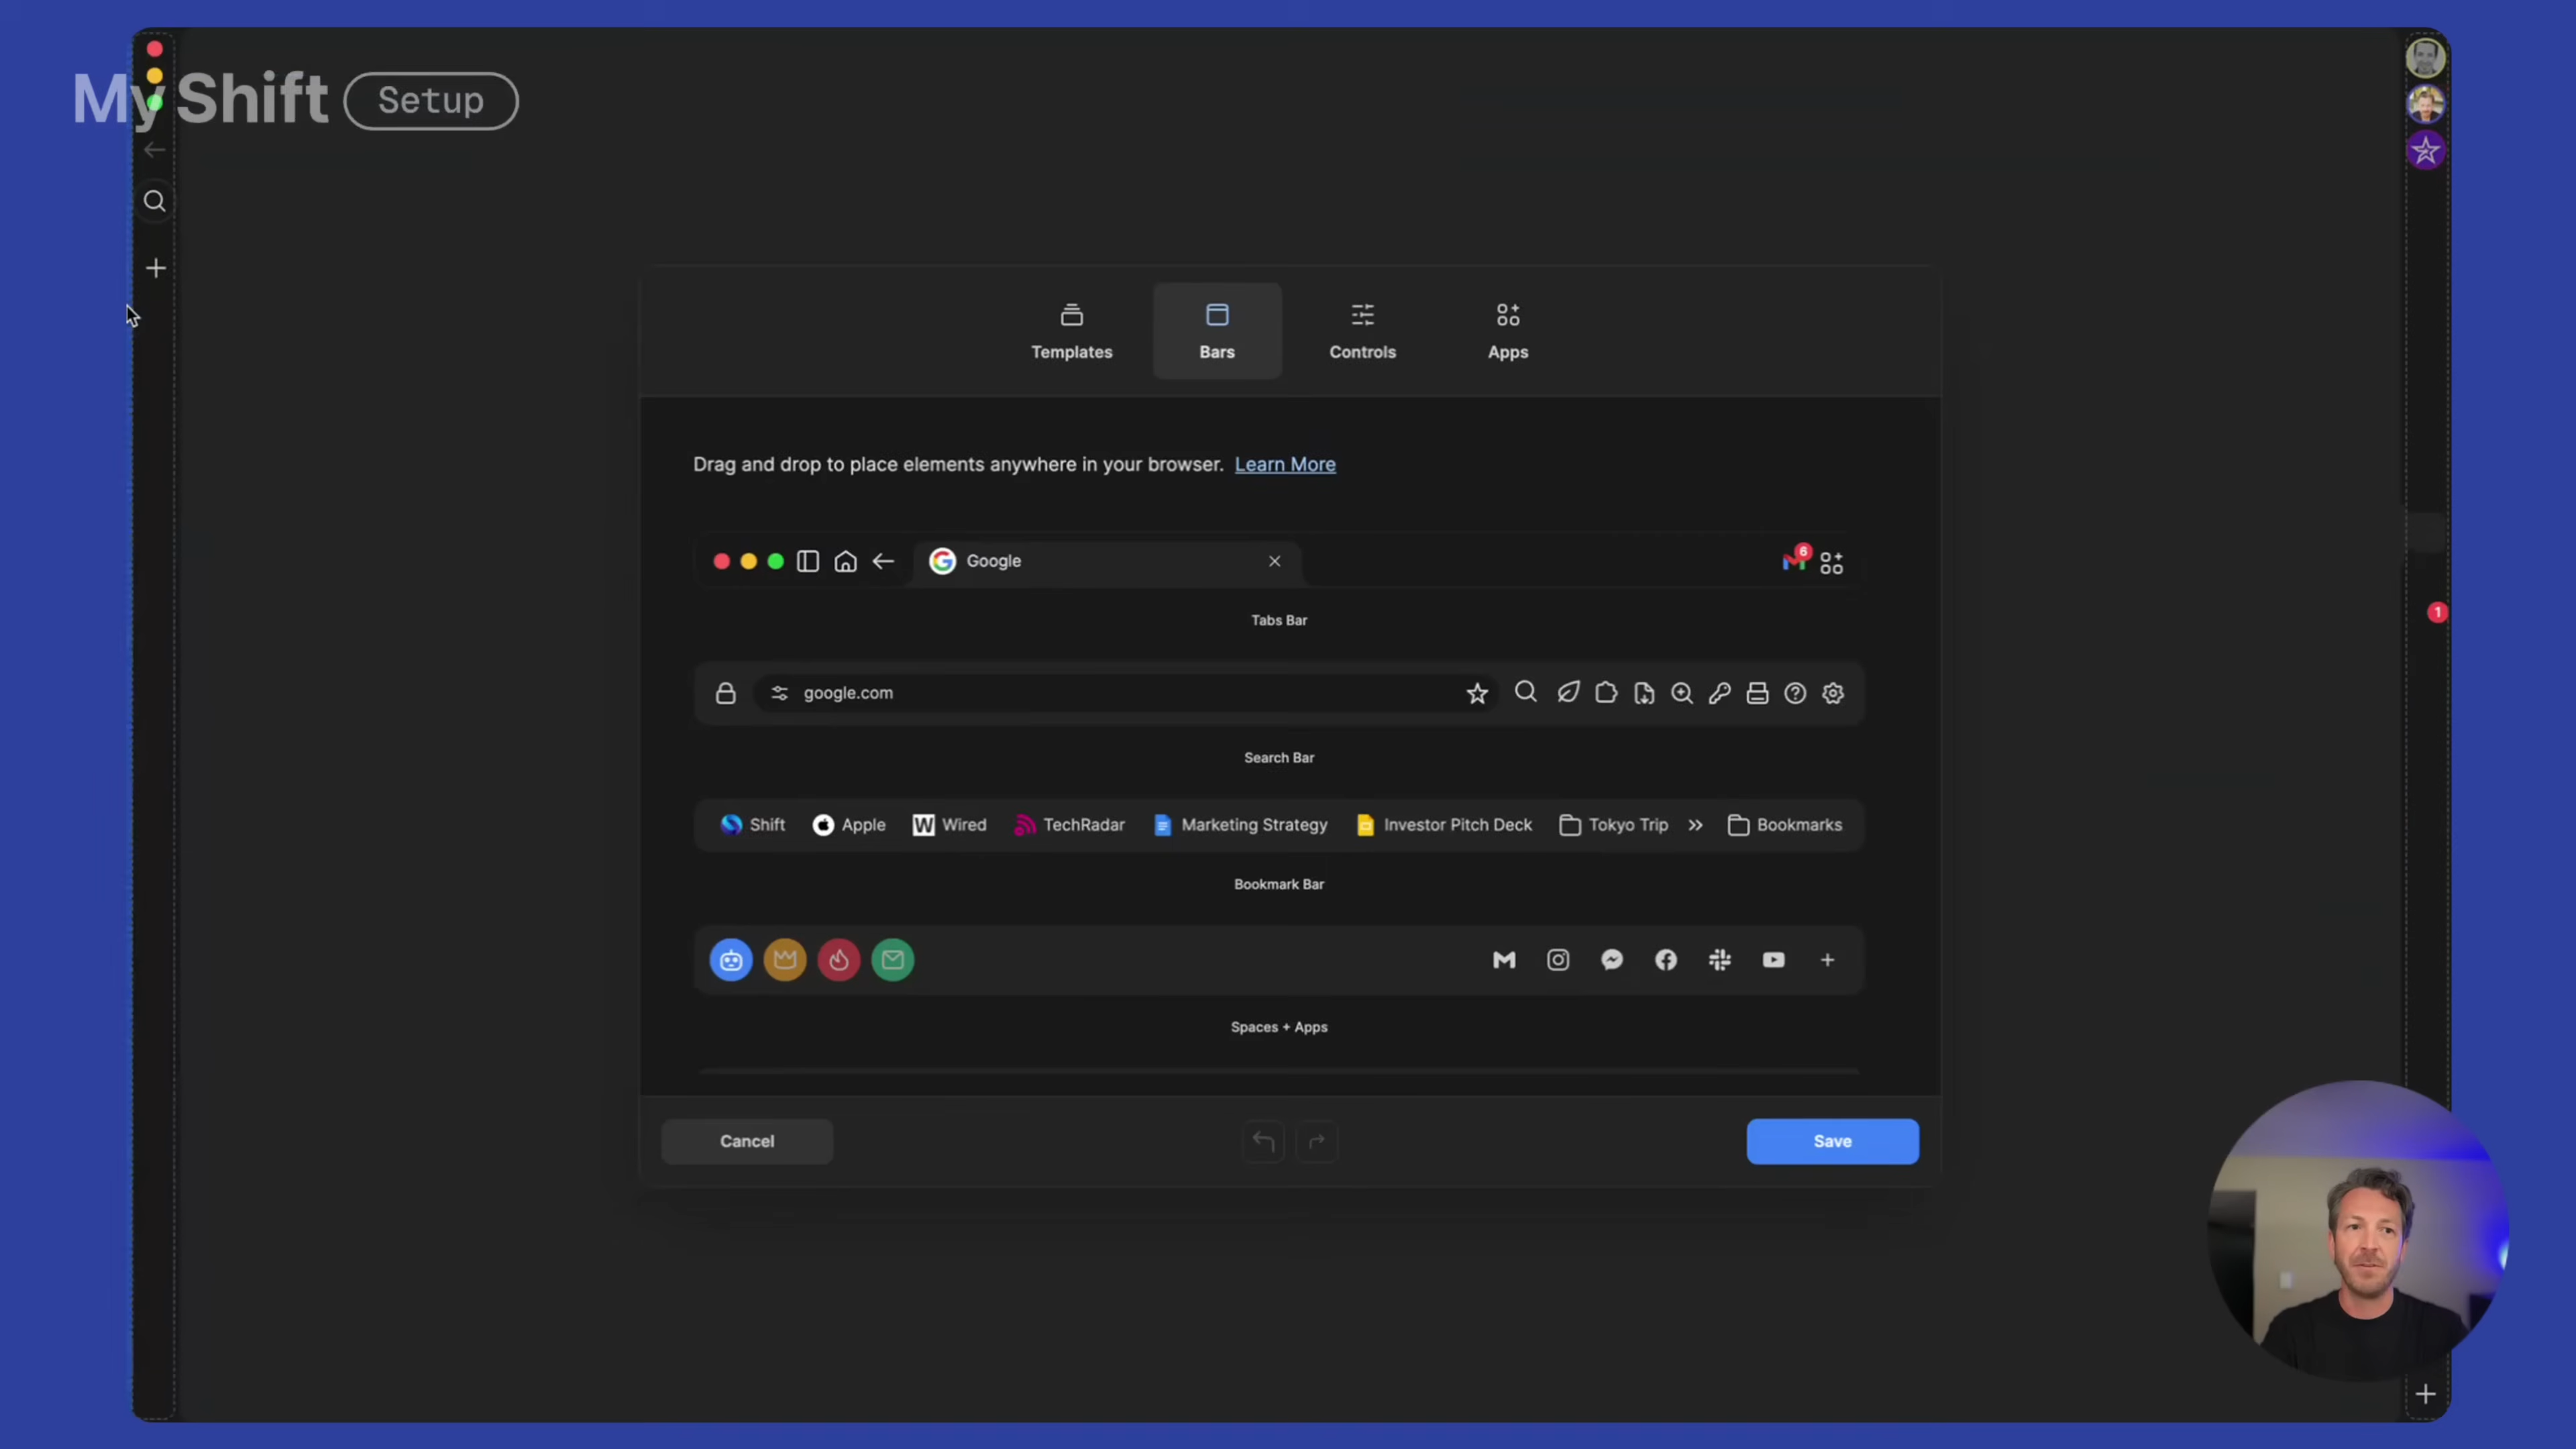 My Shift Setup
Templates
Bars
Controls
Apps
Drag and drop to place elements anywhere in your browser. Learn More
Google
6
Tabs Bar
google.com
Search Bar
Shift
Apple
W Wired
TechRadar
Marketing Strategy
Investor Pitch Deck
Tokyo Trip
Bookmarks
Bookmark Bar
Spaces + Apps
1
Cancel
Save